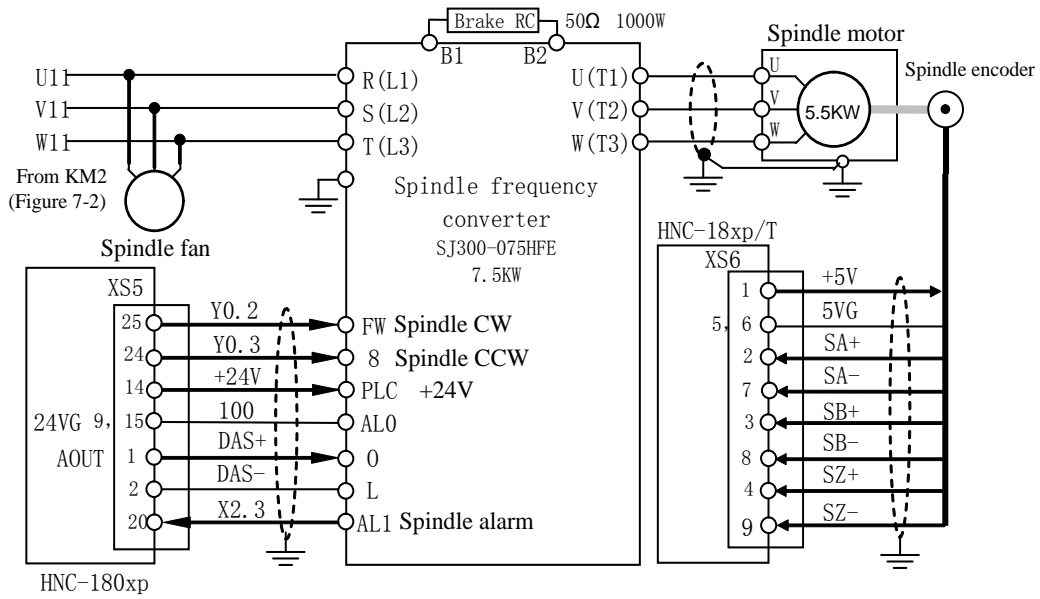 Brake RC 50Ω 1000W
B1 B2
Spindle motor
Spindle encoder
U11 R(L1) U(T1) U
V11 S(L2) V(T2) V 5.5KW
W11 T(L3) W(T3) W
From KM2
(Figure 7-2)
Spindle fan
Spindle frequency
converter
SJ300-075HFE
7.5KW
HNC-18xp/T
XS5
25 Y0.2 FW Spindle CW
24 Y0.3 8 Spindle CCW
14 +24V PLC +24V
24VG 9, 15 100 AL0
AOUT 1 DAS+ O
2 DAS- L
20 X2.3 AL1 Spindle alarm
HNC-180xp
XS6
1 +5V
5, 6 5VG
2 SA+
7 SA-
3 SB+
8 SB-
4 SZ+
9 SZ-